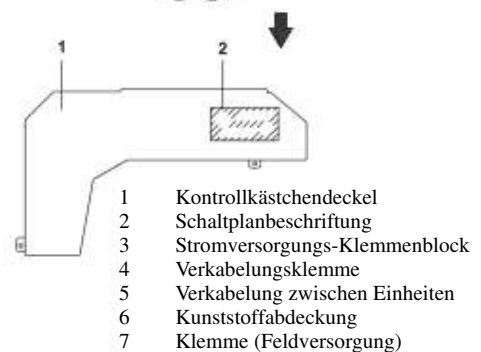 1
2
1 Kontrollkästchendeckel
2 Schaltplanbeschriftung
3 Stromversorgungs-Klemmenblock
4 Verkabelungsklemme
5 Verkabelung zwischen Einheiten
6 Kunststoffabdeckung
7 Klemme (Feldversorgung)